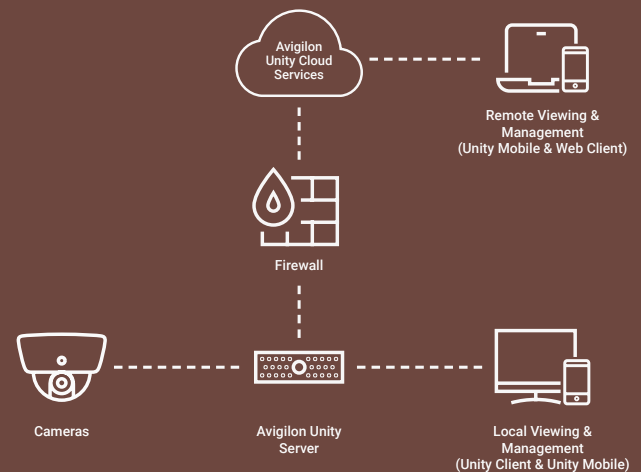 Avigilon
Unity Cloud
Services
Remote Viewing &
Management
(Unity Mobile & Web Client)
Firewall
Cameras
Avigilon Unity
Server
Local Viewing &
Management
(Unity Client & Unity Mobile)